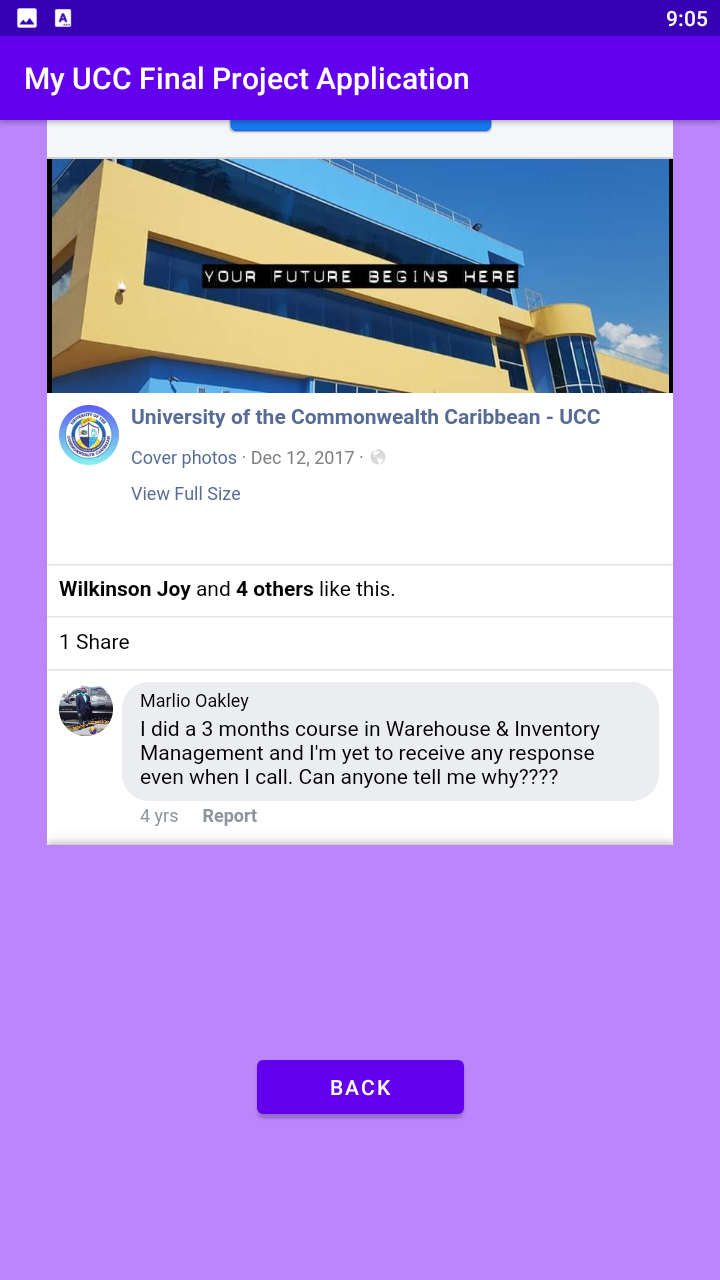 9:05
My UCC Final Project Application
YOUR FUTURE BEGINS HERE
University of the Commonwealth Caribbean - UCC
Cover photos · Dec 12, 2017 ·
View Full Size
Wilkinson Joy and 4 others like this.
1 Share
Marlio Oakley
I did a 3 months course in Warehouse & Inventory
Management and I'm yet to receive any response
even when I call. Can anyone tell me why????
4 yrs Report
BACK